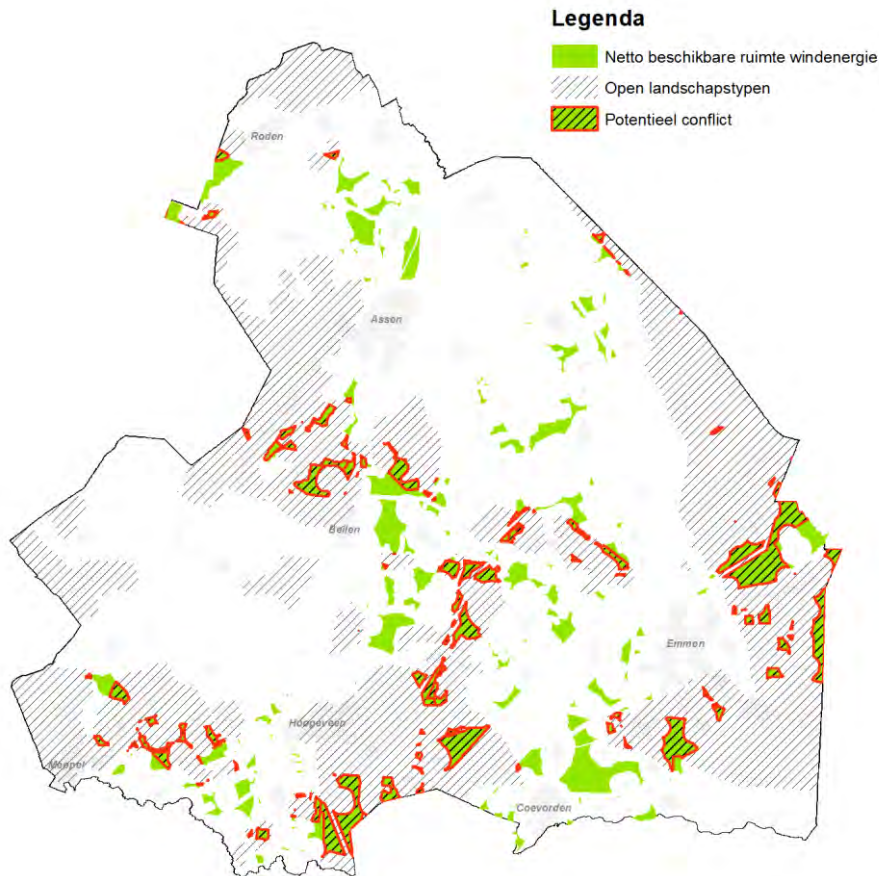 Legenda
Netto beschikbare ruimte windenergie
Open landschapstypen
Potentieel conflict
Roden
Assen
Beilen
Emmen
Hoogeveen
Meppel
Coevorden